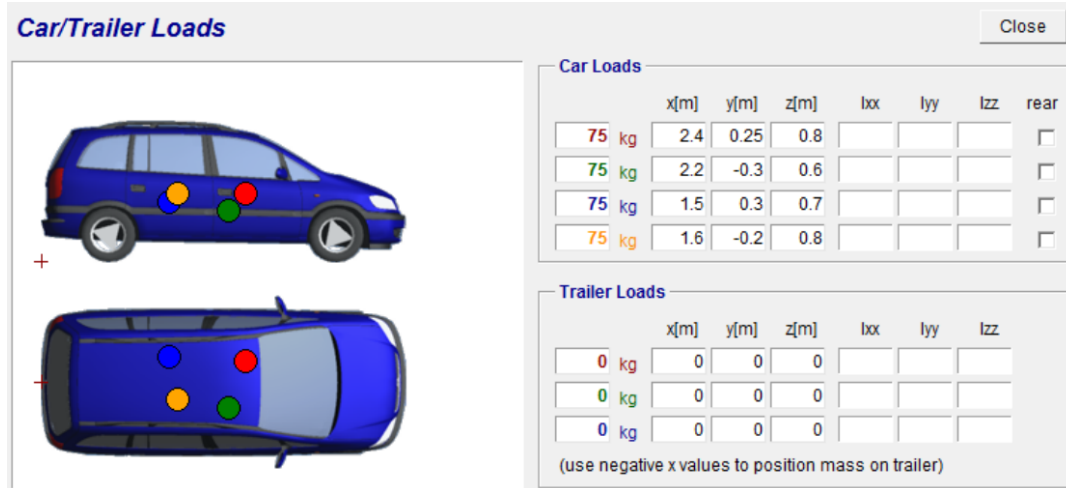 Car/Trailer Loads
Close
Car Loads
x[m] y[m] z[m] Ixx Iyy Izz rear
75 kg 2.4 0.25 0.8
75 kg 2.2 -0.3 0.6
75 kg 1.5 0.3 0.7
75 kg 1.6 -0.2 0.8
Trailer Loads
x[m] y[m] z[m] Ixx Iyy Izz
0 kg 0 0 0
0 kg 0 0 0
0 kg 0 0 0
(use negative x values to position mass on trailer)